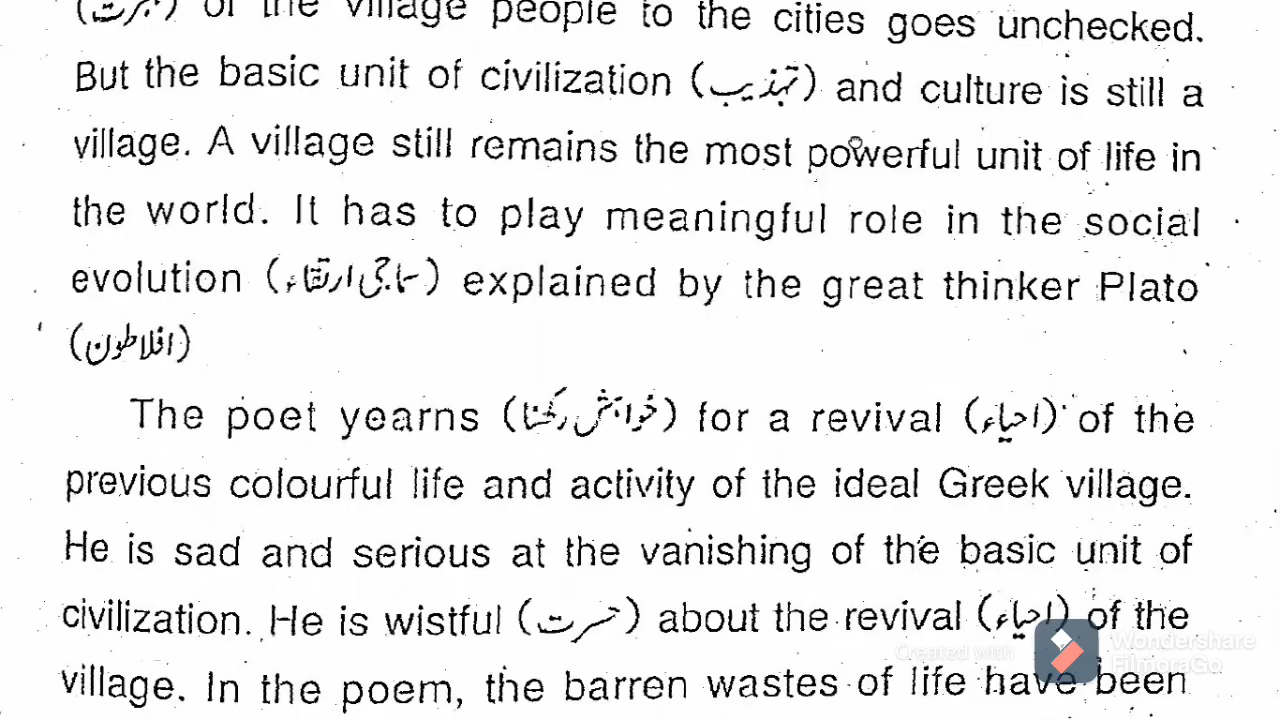 (ہجرت) of the village people to the cities goes unchecked.
But the basic unit of civilization (تہذیب) and culture is still a
village. A village still remains the most powerful unit of life in
the world. It has to play meaningful role in the social
evolution (سماجی ارتقاء) explained by the great thinker Plato
(افلاطون)
The poet yearns (خواہش رکھنا) for a revival (احیاء) of the
previous colourful life and activity of the ideal Greek village.
He is sad and serious at the vanishing of the basic unit of
civilization. He is wistful (حسرت) about the revival (احیاء) of the
village. In the poem, the barren wastes of life have been
Created with
Wondershare
FilmoraGo